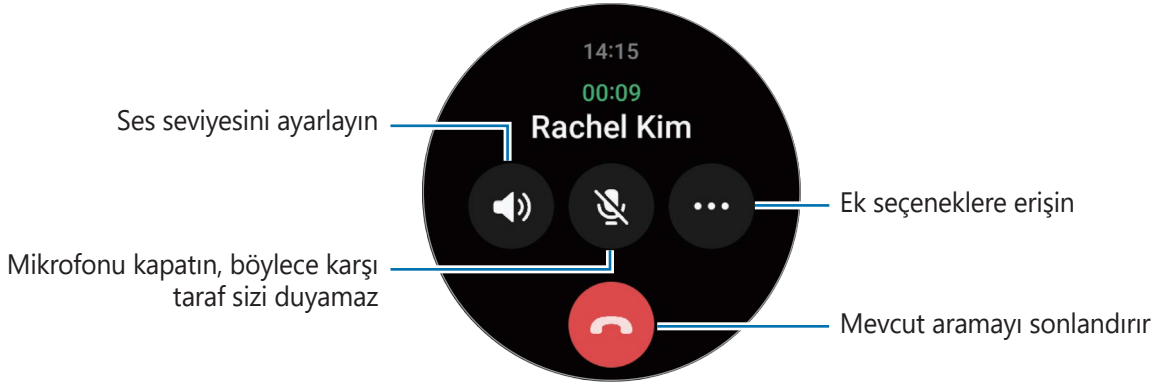 14:15
00:09
Rachel Kim
Ses seviyesini ayarlayın
Ek seçeneklere erişin
Mikrofonu kapatın, böylece karşı
taraf sizi duyamaz
Mevcut aramayı sonlandırır